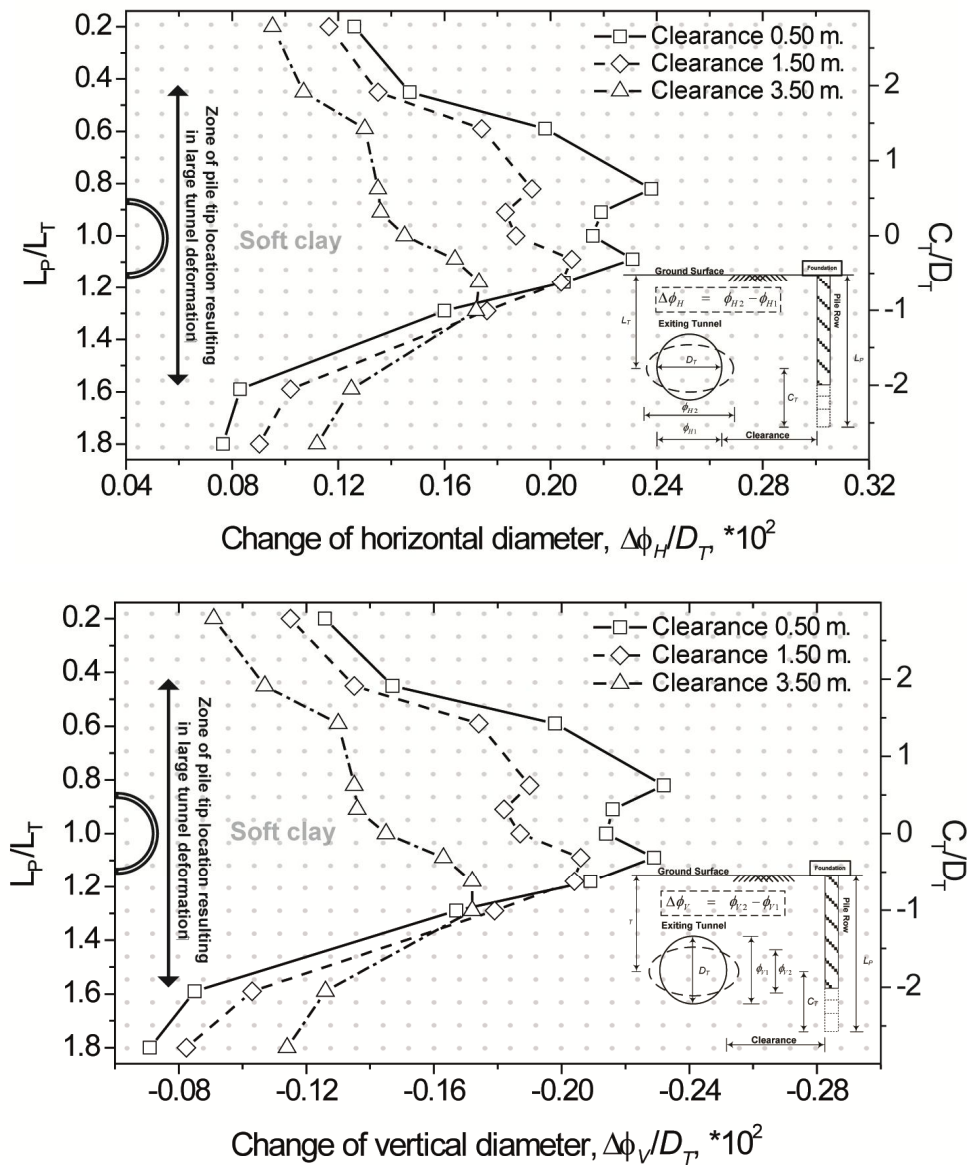 0.2
0.4
0.6
0.8
1.0
1.2
1.4
1.6
1.8
L_P/L_T
Zone of pile tip location resulting
in large tunnel deformation
Soft clay
Clearance 0.50 m.
Clearance 1.50 m.
Clearance 3.50 m.
2
1
0
-1
-2
C_T/D_T
Ground Surface
Foundation
Δϕ_H = ϕ_H2 − ϕ_H1
Exiting Tunnel
L_T
D_T
C_T
L_P
Pile Row
ϕ_H2
ϕ_H1
Clearance
0.04 0.08 0.12 0.16 0.20 0.24 0.28 0.32
Change of horizontal diameter, Δϕ_H/D_T, *10²
0.2
0.4
0.6
0.8
1.0
1.2
1.4
1.6
1.8
L_P/L_T
Zone of pile tip location resulting
in large tunnel deformation
Soft clay
Clearance 0.50 m.
Clearance 1.50 m.
Clearance 3.50 m.
2
1
0
-1
-2
C_T/D_T
Ground Surface
Foundation
Δϕ_V = ϕ_V2 − ϕ_V1
Exiting Tunnel
T
D_T
ϕ_V1
ϕ_V2
C_T
L_P
Pile Row
Clearance
-0.08 -0.12 -0.16 -0.20 -0.24 -0.28
Change of vertical diameter, Δϕ_V/D_T, *10²